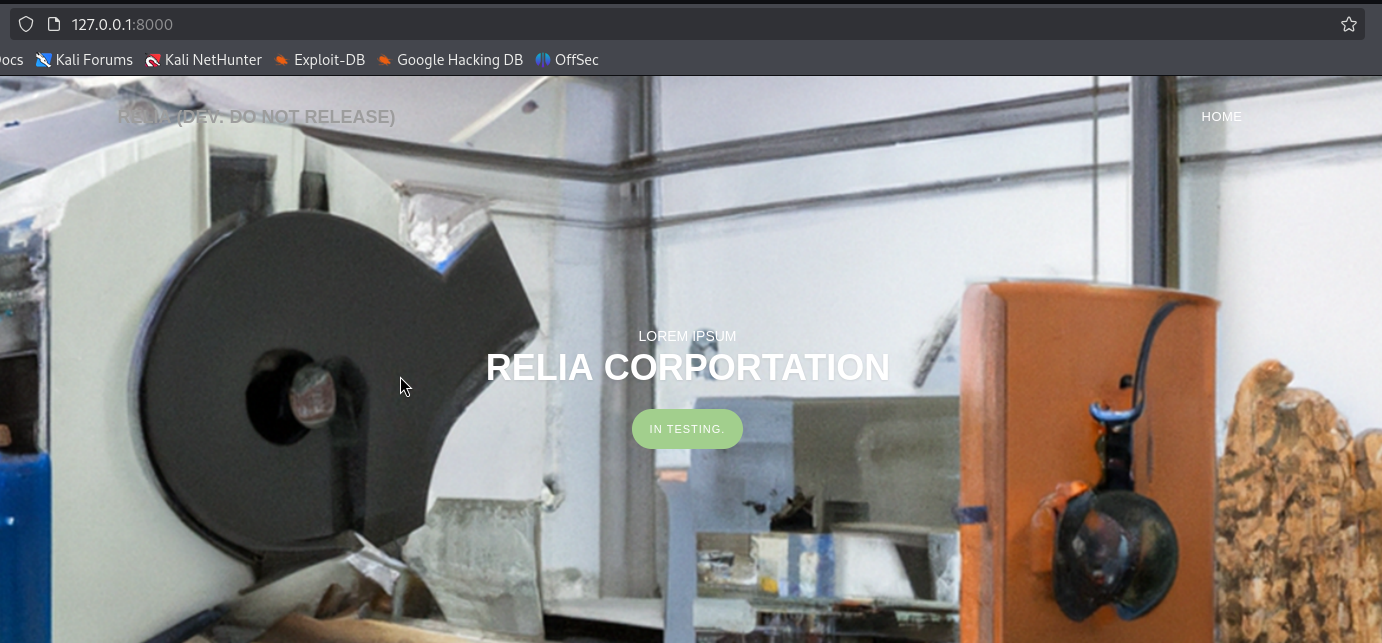 127.0.0.1:8000
Docs Kali Forums Kali NetHunter Exploit-DB Google Hacking DB OffSec
RELIA (DEV: DO NOT RELEASE) HOME
LOREM IPSUM
RELIA CORPORTATION
IN TESTING.